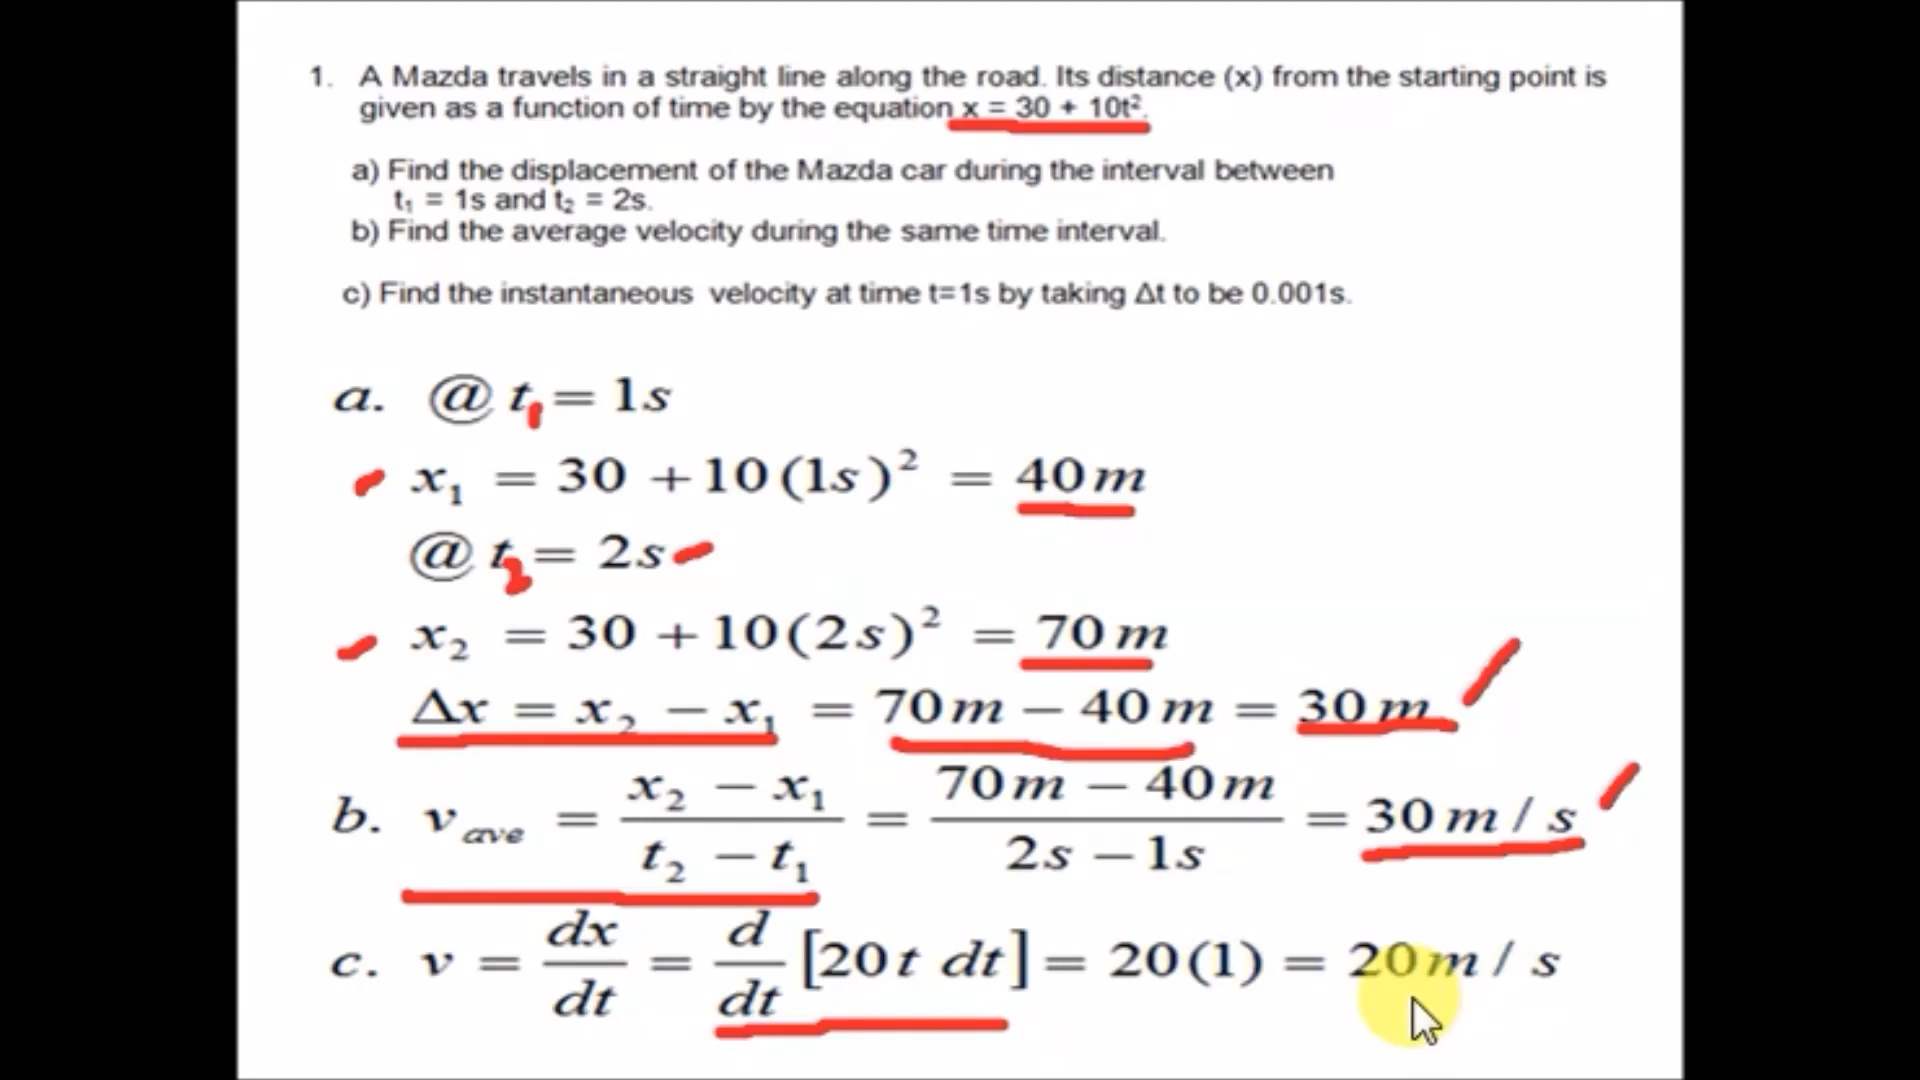 1. A Mazda travels in a straight line along the road. Its distance (x) from the starting point is
given as a function of time by the equation x = 30 + 10t².
a) Find the displacement of the Mazda car during the interval between
t₁ = 1s and t₂ = 2s.
b) Find the average velocity during the same time interval.
c) Find the instantaneous velocity at time t=1s by taking Δt to be 0.001s.
a. @ t₁ = 1s
x₁ = 30 + 10(1s)² = 40m
@ t₂ = 2s
x₂ = 30 + 10(2s)² = 70m
Δx = x₂ − x₁ = 70m − 40m = 30m
b. v_ave = (x₂ − x₁)/(t₂ − t₁) = (70m − 40m)/(2s − 1s) = 30m/s
c. v = dx/dt = d/dt [20t dt] = 20(1) = 20m/s